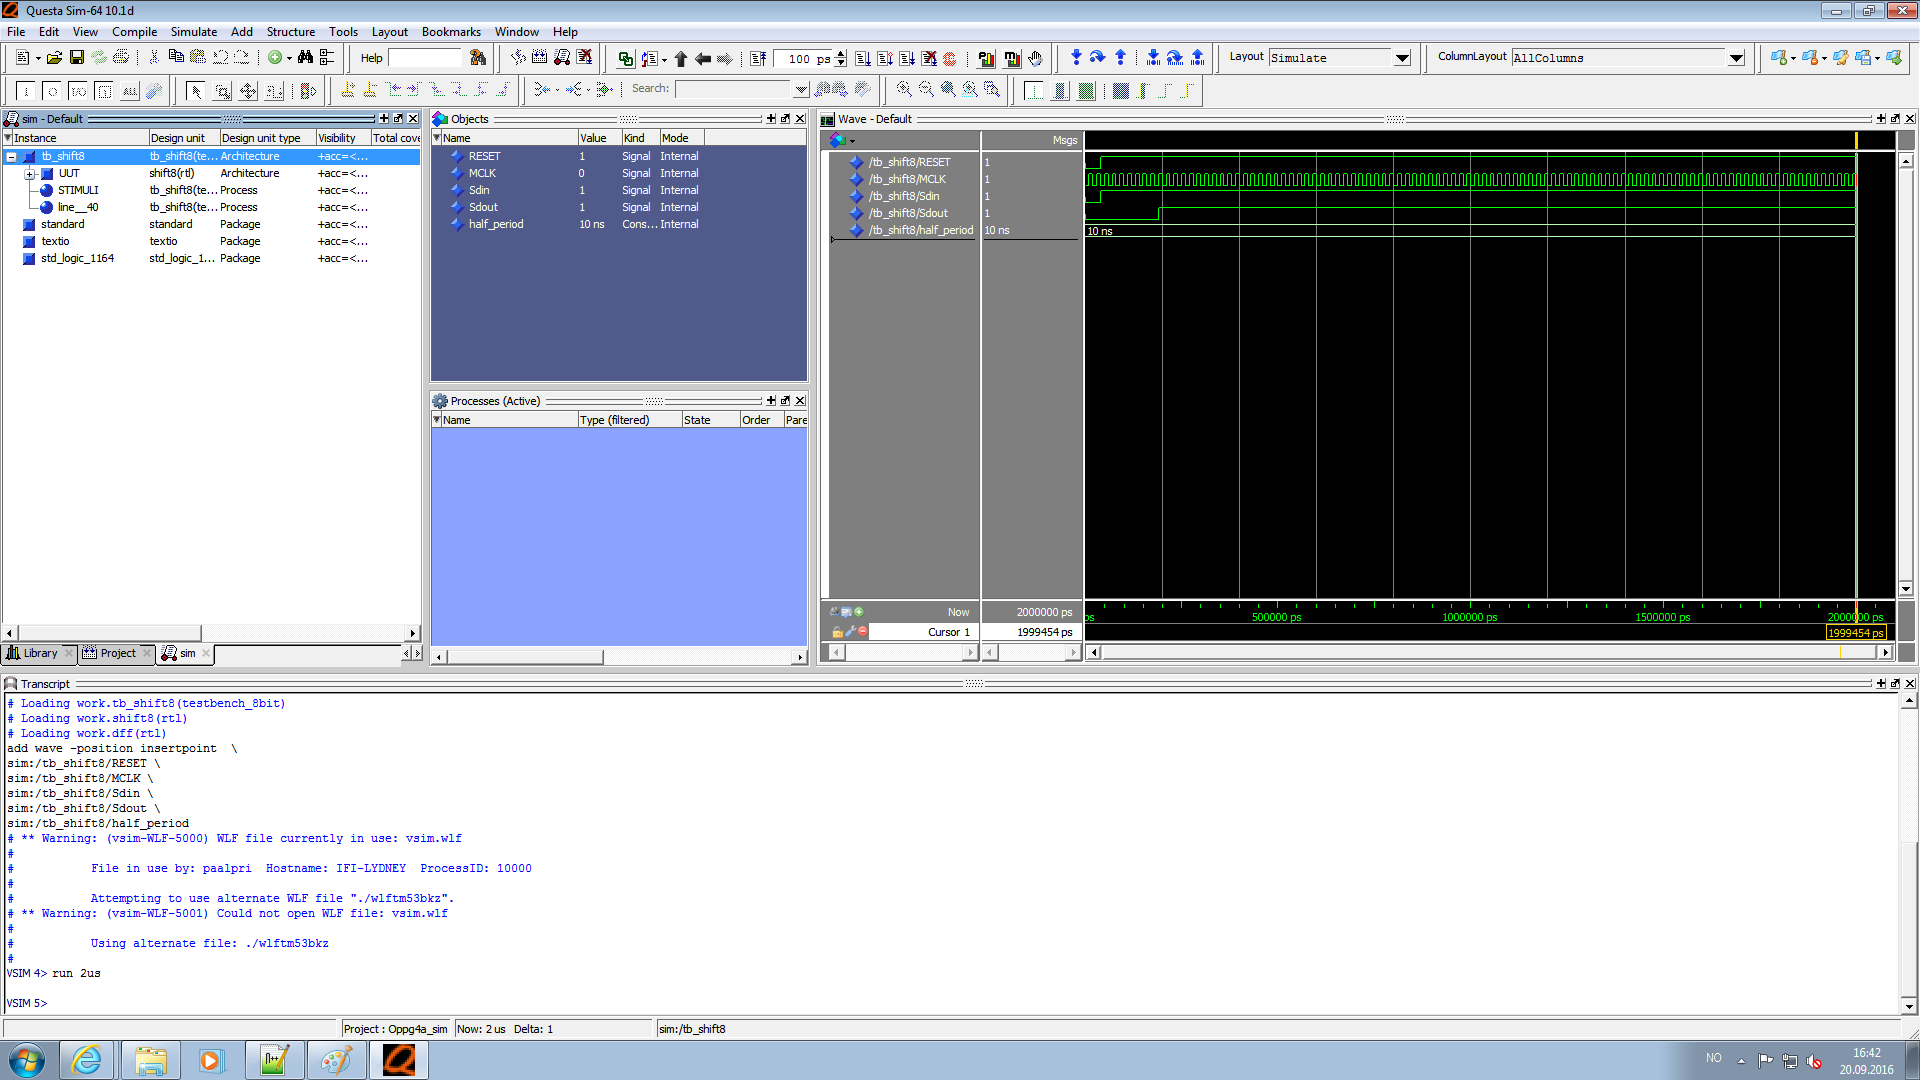 Questa Sim-64 10.1d
File Edit View Compile Simulate Add Structure Tools Layout Bookmarks Window Help
Help 100 ps Layout Simulate ColumnLayout AllColumns
ALL Search:
sim - Default
Instance Design unit Design unit type Visibility Total cove
tb_shift8 tb_shift8(te... Architecture +acc=<...
UUT shift8(rtl) Architecture +acc=<...
STIMULI tb_shift8(te... Process +acc=<...
line__40 tb_shift8(te... Process +acc=<...
standard standard Package +acc=<...
textio textio Package +acc=<...
std_logic_1164 std_logic_1... Package +acc=<...
Library Project sim
Objects
Name Value Kind Mode
RESET 1 Signal Internal
MCLK 0 Signal Internal
Sdin 1 Signal Internal
Sdout 1 Signal Internal
half_period 10 ns Cons... Internal
Processes (Active)
Name Type (filtered) State Order Pare
Wave - Default
Msgs
/tb_shift8/RESET 1
/tb_shift8/MCLK 1
/tb_shift8/Sdin 1
/tb_shift8/Sdout 1
/tb_shift8/half_period 10 ns 10 ns
Now 2000000 ps ps 500000 ps 1000000 ps 1500000 ps 2000000 ps
Cursor 1 1999454 ps 1999454 ps
Transcript
# Loading work.tb_shift8(testbench_8bit)
# Loading work.shift8(rtl)
# Loading work.dff(rtl)
add wave -position insertpoint \
sim:/tb_shift8/RESET \
sim:/tb_shift8/MCLK \
sim:/tb_shift8/Sdin \
sim:/tb_shift8/Sdout \
sim:/tb_shift8/half_period
# ** Warning: (vsim-WLF-5000) WLF file currently in use: vsim.wlf
#
# File in use by: paalpri Hostname: IFI-LYDNEY ProcessID: 10000
#
# Attempting to use alternate WLF file "./wlftm53bkz".
# ** Warning: (vsim-WLF-5001) Could not open WLF file: vsim.wlf
#
# Using alternate file: ./wlftm53bkz
#
VSIM 4> run 2us
VSIM 5>
Project : Oppg4a_sim Now: 2 us Delta: 1 sim:/tb_shift8
NO 16:42
20.09.2016